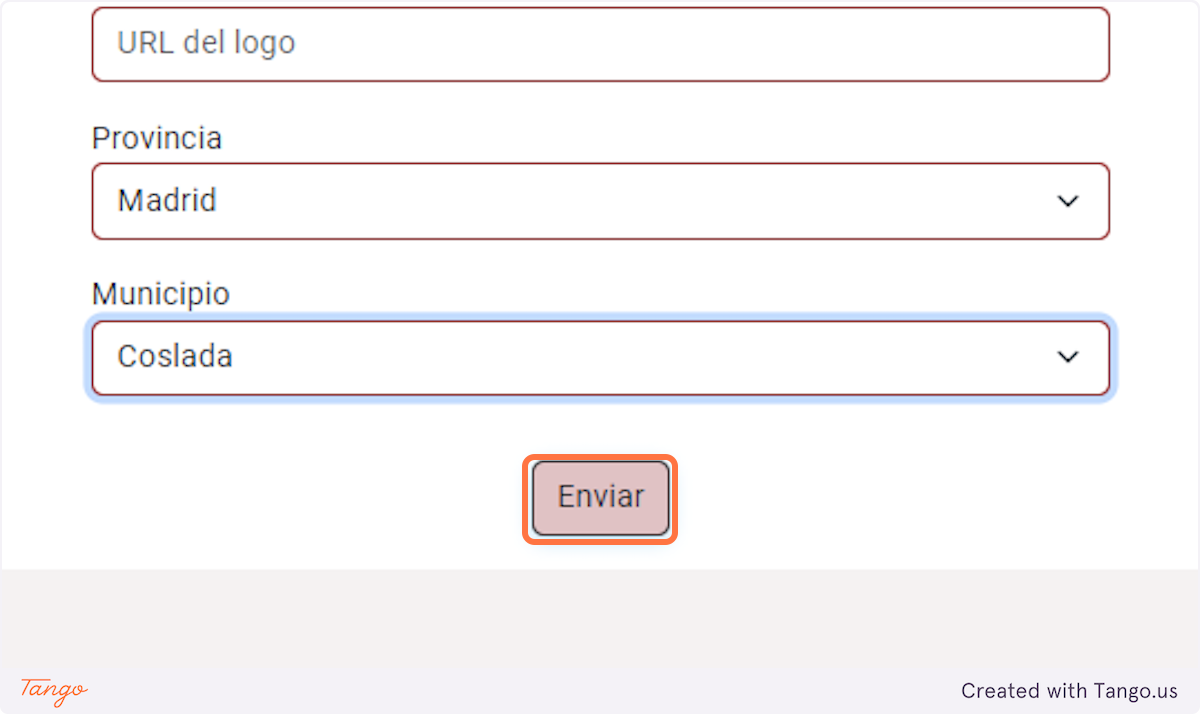 URL del logo
Provincia
Madrid
Municipio
Coslada
Enviar
Tango
Created with Tango.us